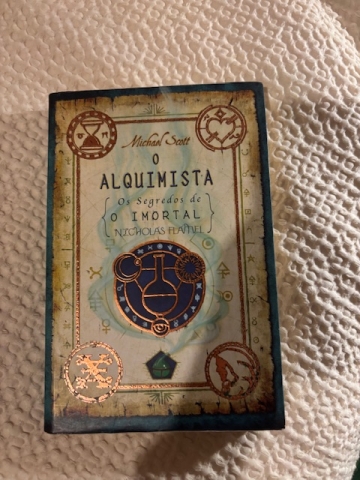 Michael Scott
O
ALQUIMISTA
Os Segredos de
O IMORTAL
NICHOLAS FLAMEL